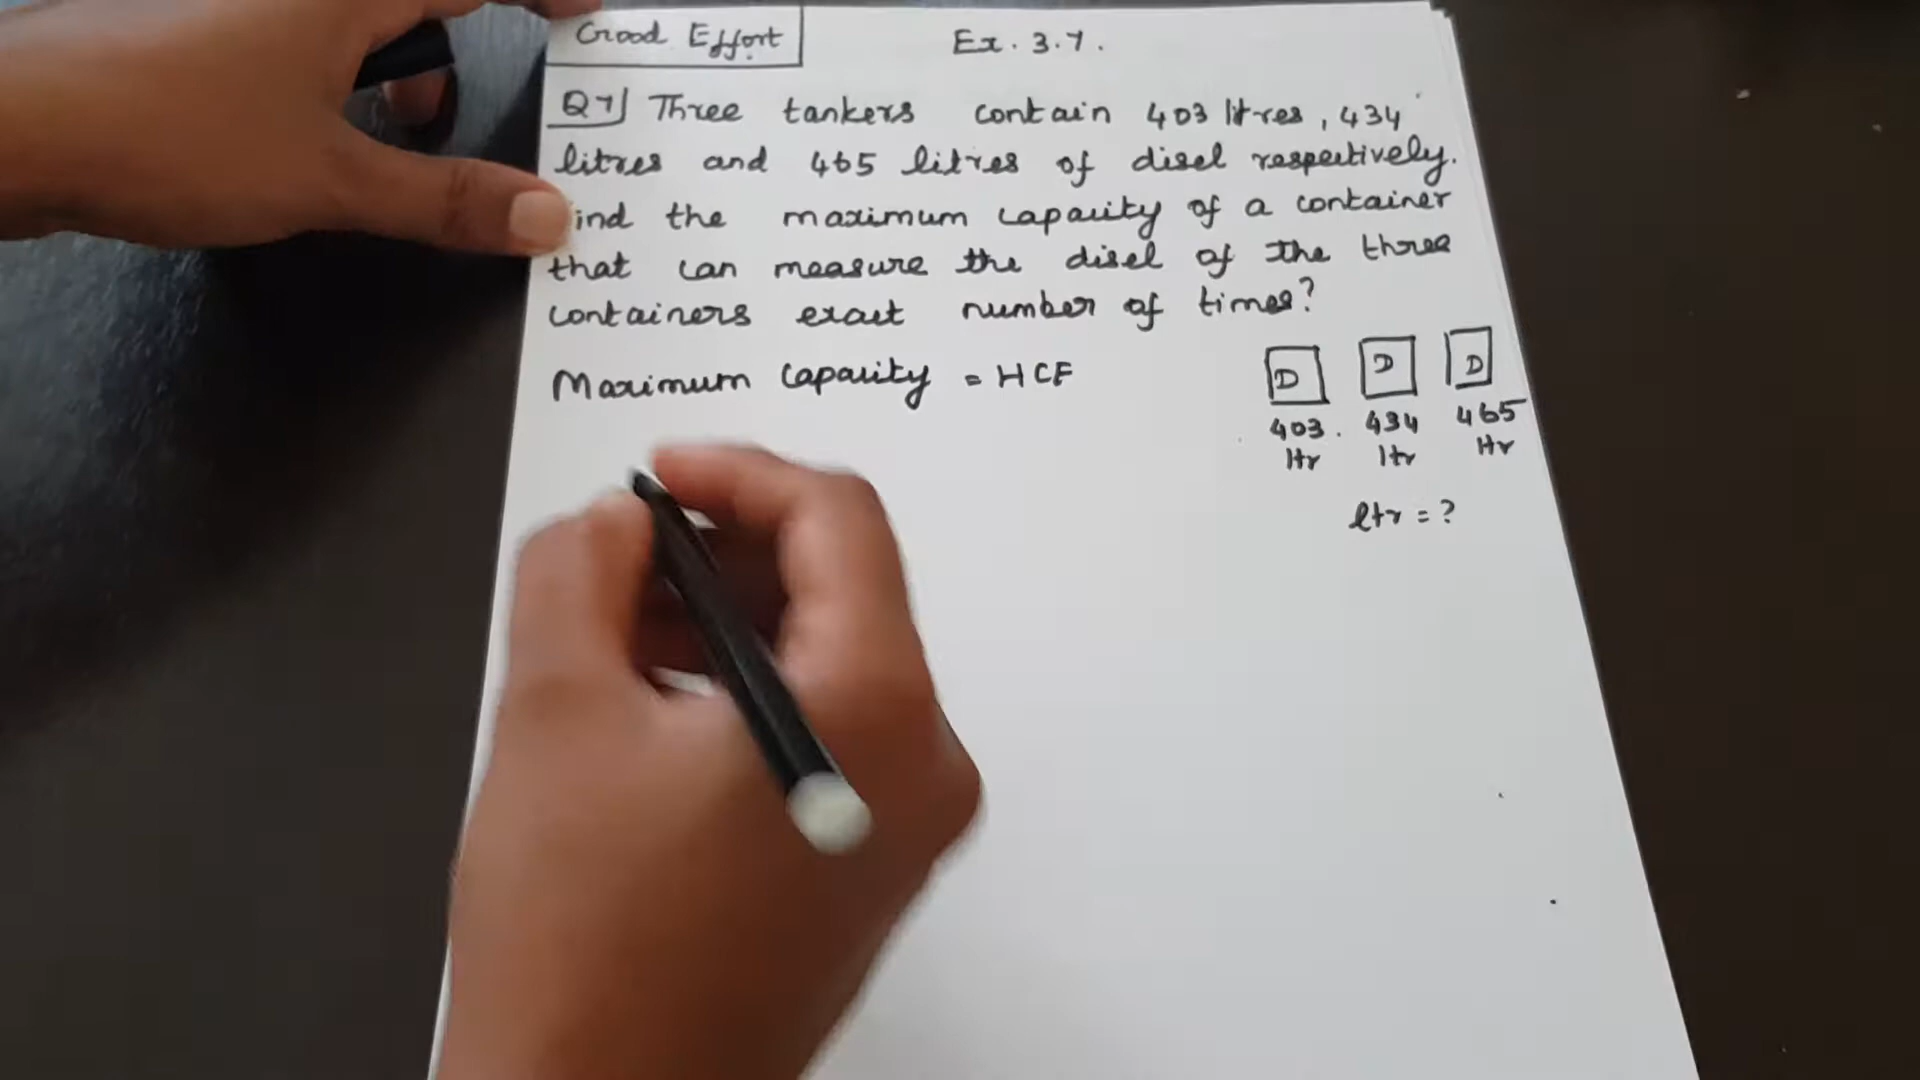 Good Effort
Ex. 3.7.
Q7] Three tankers contain 403 ltres, 434
litres and 465 litres of disel respectively.
ind the maximum capacity of a container
that can measure the disel of the three
containers exact number of times?
Maximum capacity = HCF
D D D
403. 434 465
ltr ltr ltr
ltr = ?